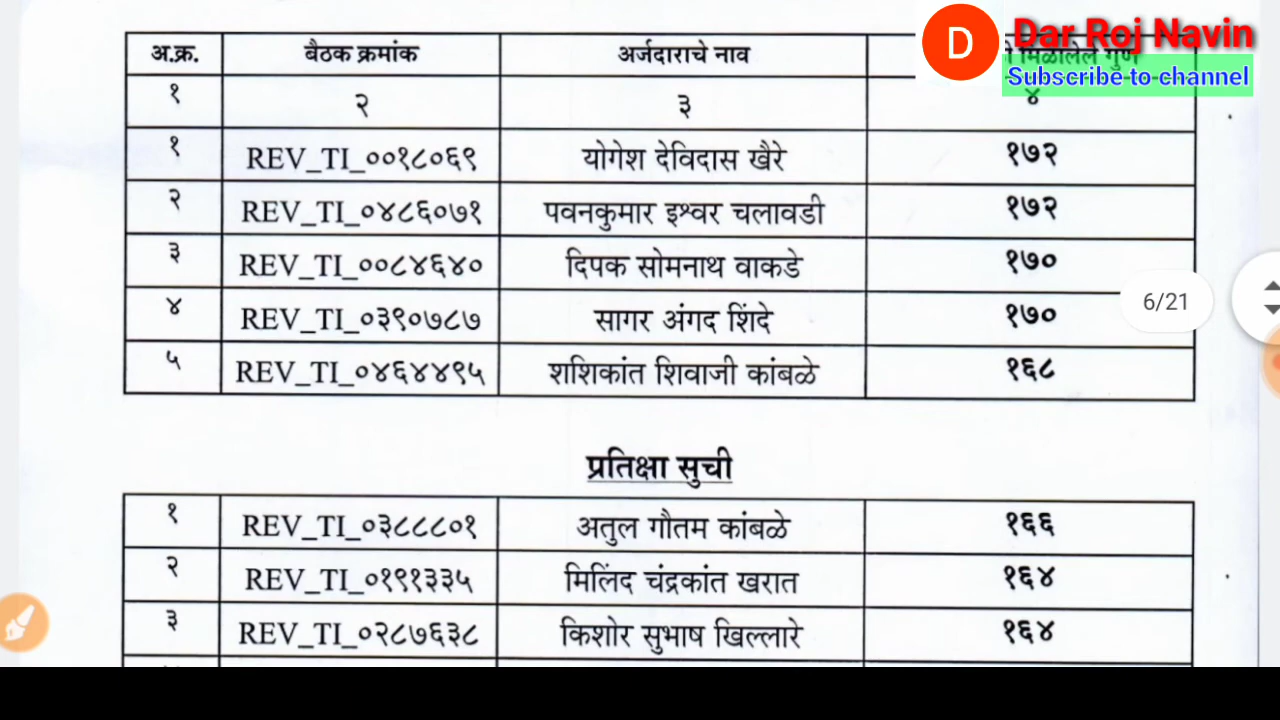 D Dar Roj Navin
Subscribe to channel
अ.क्र. बैठक क्रमांक अर्जदाराचे नाव मिळालेले गुण
१ २ ३ ४
१ REV_TI_००१८०६९ योगेश देविदास खैरे १७२
२ REV_TI_०४८६०७१ पवनकुमार इश्वर चलावडी १७२
३ REV_TI_००८४६४० दिपक सोमनाथ वाकडे १७०
४ REV_TI_०३९०७८७ सागर अंगद शिंदे १७०
५ REV_TI_०४६४४९५ शशिकांत शिवाजी कांबळे १६८
6/21
प्रतिक्षा सुची
१ REV_TI_०३८८८०१ अतुल गौतम कांबळे १६६
२ REV_TI_०१९१३३५ मिलिंद चंद्रकांत खरात १६४
३ REV_TI_०२८७६३८ किशोर सुभाष खिल्लारे १६४